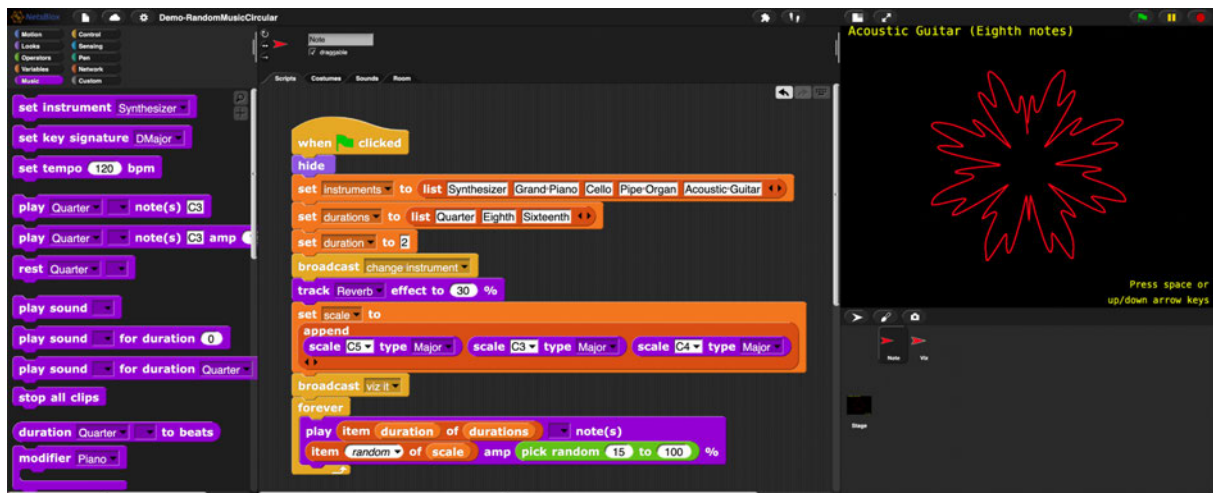 NetsBlox Demo-RandomMusicCircular
Motion Control
Looks Sensing
Operators Pen
Variables Network
Music Custom
set instrument Synthesizer
set key signature DMajor
set tempo 120 bpm
play Quarter note(s) C3
play Quarter note(s) C3 amp
rest Quarter
play sound
play sound for duration 0
play sound for duration Quarter
stop all clips
duration Quarter to beats
modifier Piano
Note
draggable
Scripts Costumes Sounds Room
when clicked
hide
set instruments to list Synthesizer Grand·Piano Cello Pipe·Organ Acoustic·Guitar
set durations to list Quarter Eighth Sixteenth
set duration to 2
broadcast change instrument
track Reverb effect to 30 %
set scale to
append
scale C5 type Major scale C3 type Major scale C4 type Major
broadcast viz it
forever
play item duration of durations note(s)
item random of scale amp pick random 15 to 100 %
Acoustic Guitar (Eighth notes)
Press space or
up/down arrow keys
Note Viz
Stage